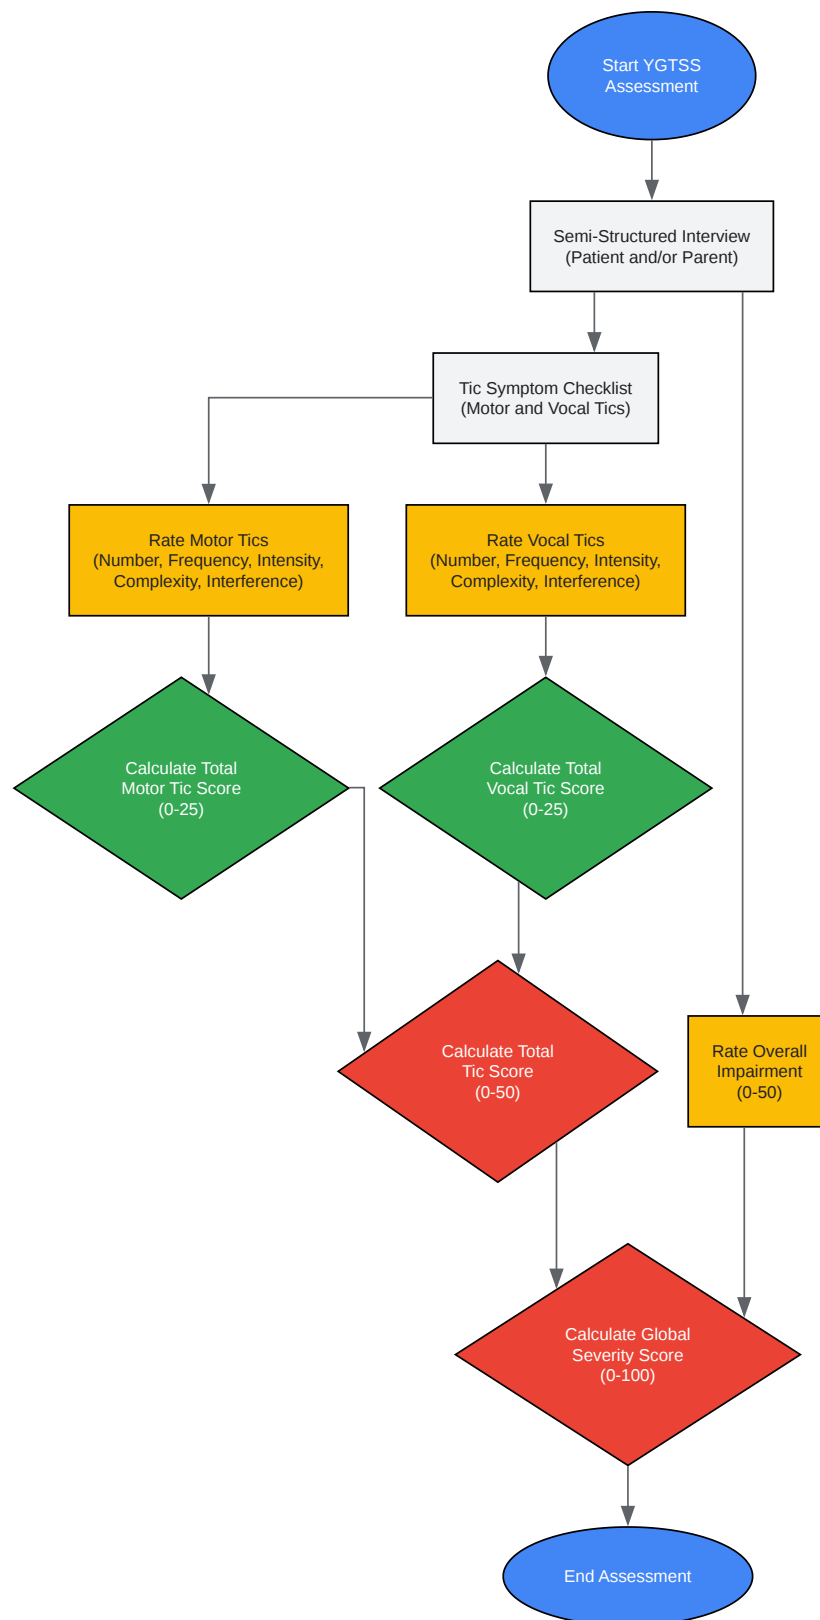 Start YGTSS
Assessment
Semi-Structured Interview
(Patient and/or Parent)
Tic Symptom Checklist
(Motor and Vocal Tics)
Rate Motor Tics
(Number, Frequency, Intensity,
Complexity, Interference)
Rate Vocal Tics
(Number, Frequency, Intensity,
Complexity, Interference)
Calculate Total
Motor Tic Score
(0-25)
Calculate Total
Vocal Tic Score
(0-25)
Calculate Total
Tic Score
(0-50)
Rate Overall
Impairment
(0-50)
Calculate Global
Severity Score
(0-100)
End Assessment